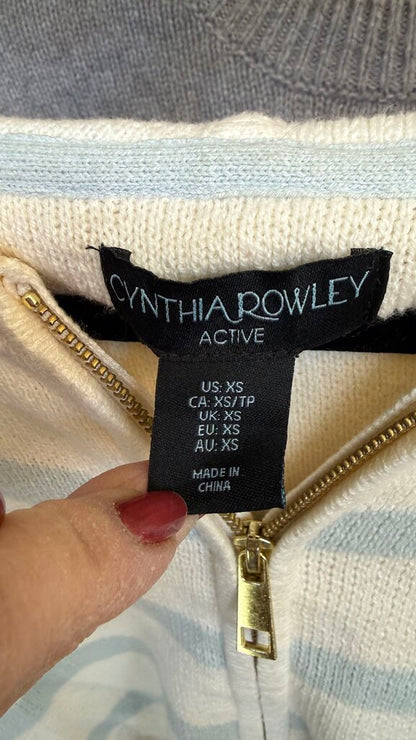 CYNTHIA ROWLEY
ACTIVE
US: XS
CA: XS/TP
UK: XS
EU: XS
AU: XS
MADE IN
CHINA